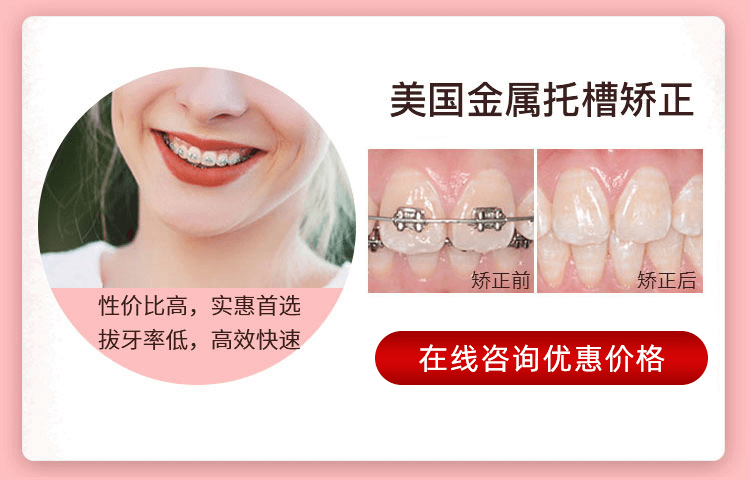 美国金属托槽矫正
矫正前
矫正后
性价比高，实惠首选
拔牙率低，高效快速
在线咨询优惠价格